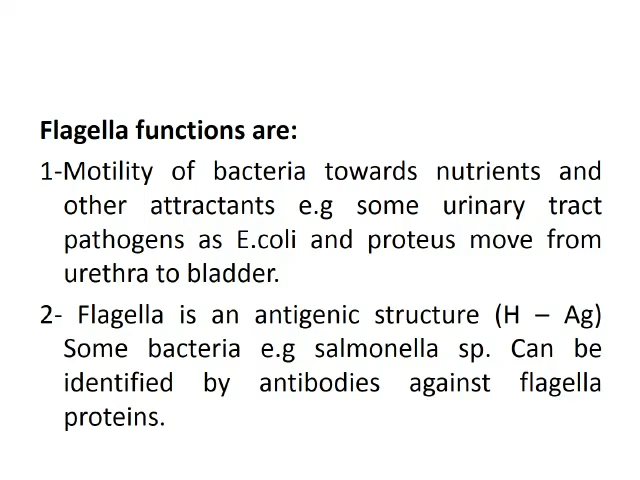 Flagella functions are:
1-Motility of bacteria towards nutrients and
other attractants e.g some urinary tract
pathogens as E.coli and proteus move from
urethra to bladder.
2- Flagella is an antigenic structure (H – Ag)
Some bacteria e.g salmonella sp. Can be
identified by antibodies against flagella
proteins.